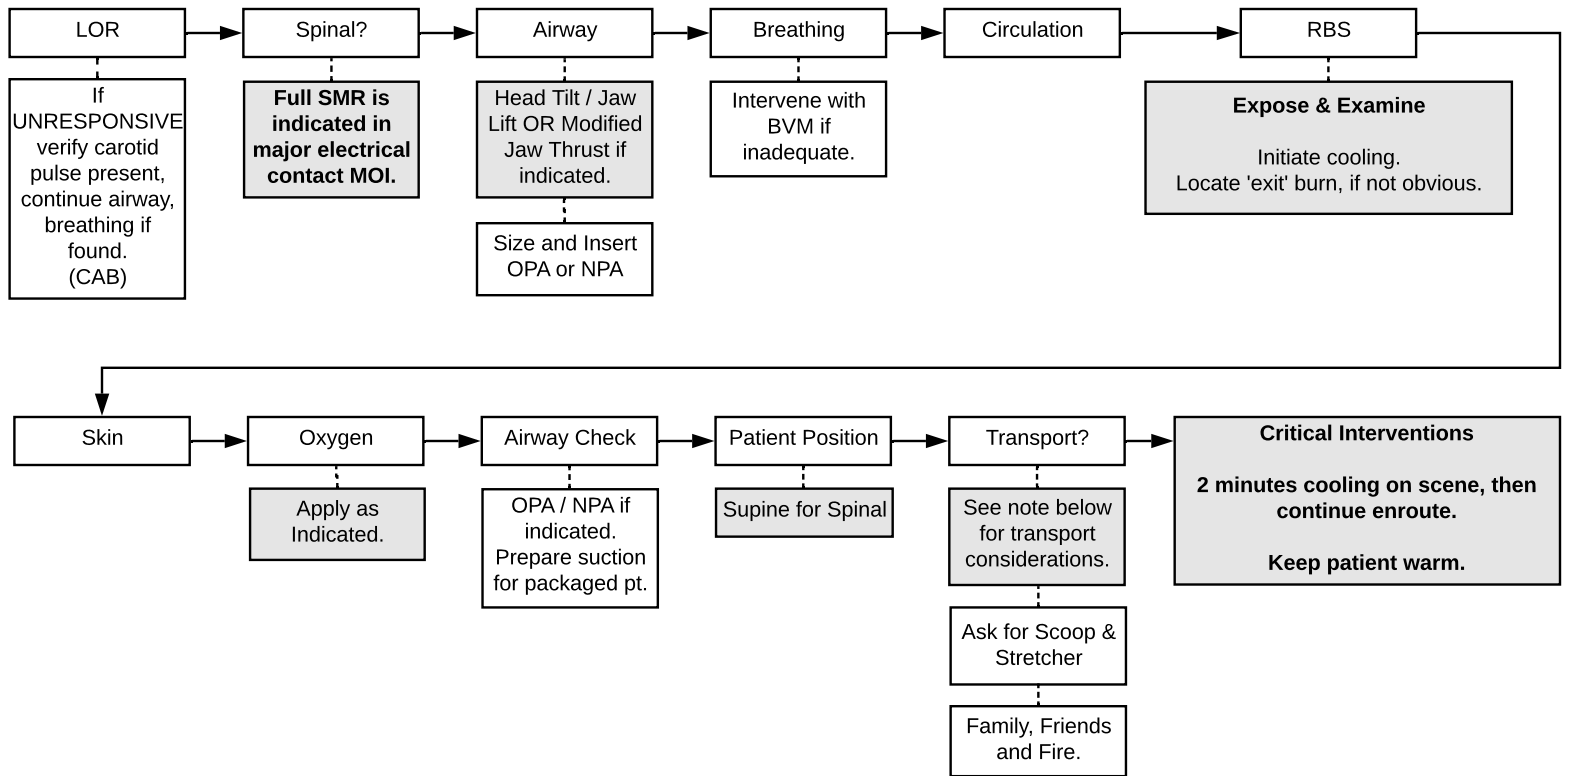 LOR
Spinal?
Airway
Breathing
Circulation
RBS
If
UNRESPONSIVE
verify carotid
pulse present,
continue airway,
breathing if
found.
(CAB)
Full SMR is
indicated in
major electrical
contact MOI.
Head Tilt / Jaw
Lift OR Modified
Jaw Thrust if
indicated.
Size and Insert
OPA or NPA
Intervene with
BVM if
inadequate.
Expose & Examine
Initiate cooling.
Locate 'exit' burn, if not obvious.
Skin
Oxygen
Airway Check
Patient Position
Transport?
Apply as
Indicated.
OPA / NPA if
indicated.
Prepare suction
for packaged pt.
Supine for Spinal
See note below
for transport
considerations.
Ask for Scoop &
Stretcher
Family, Friends
and Fire.
Critical Interventions
2 minutes cooling on scene, then
continue enroute.
Keep patient warm.